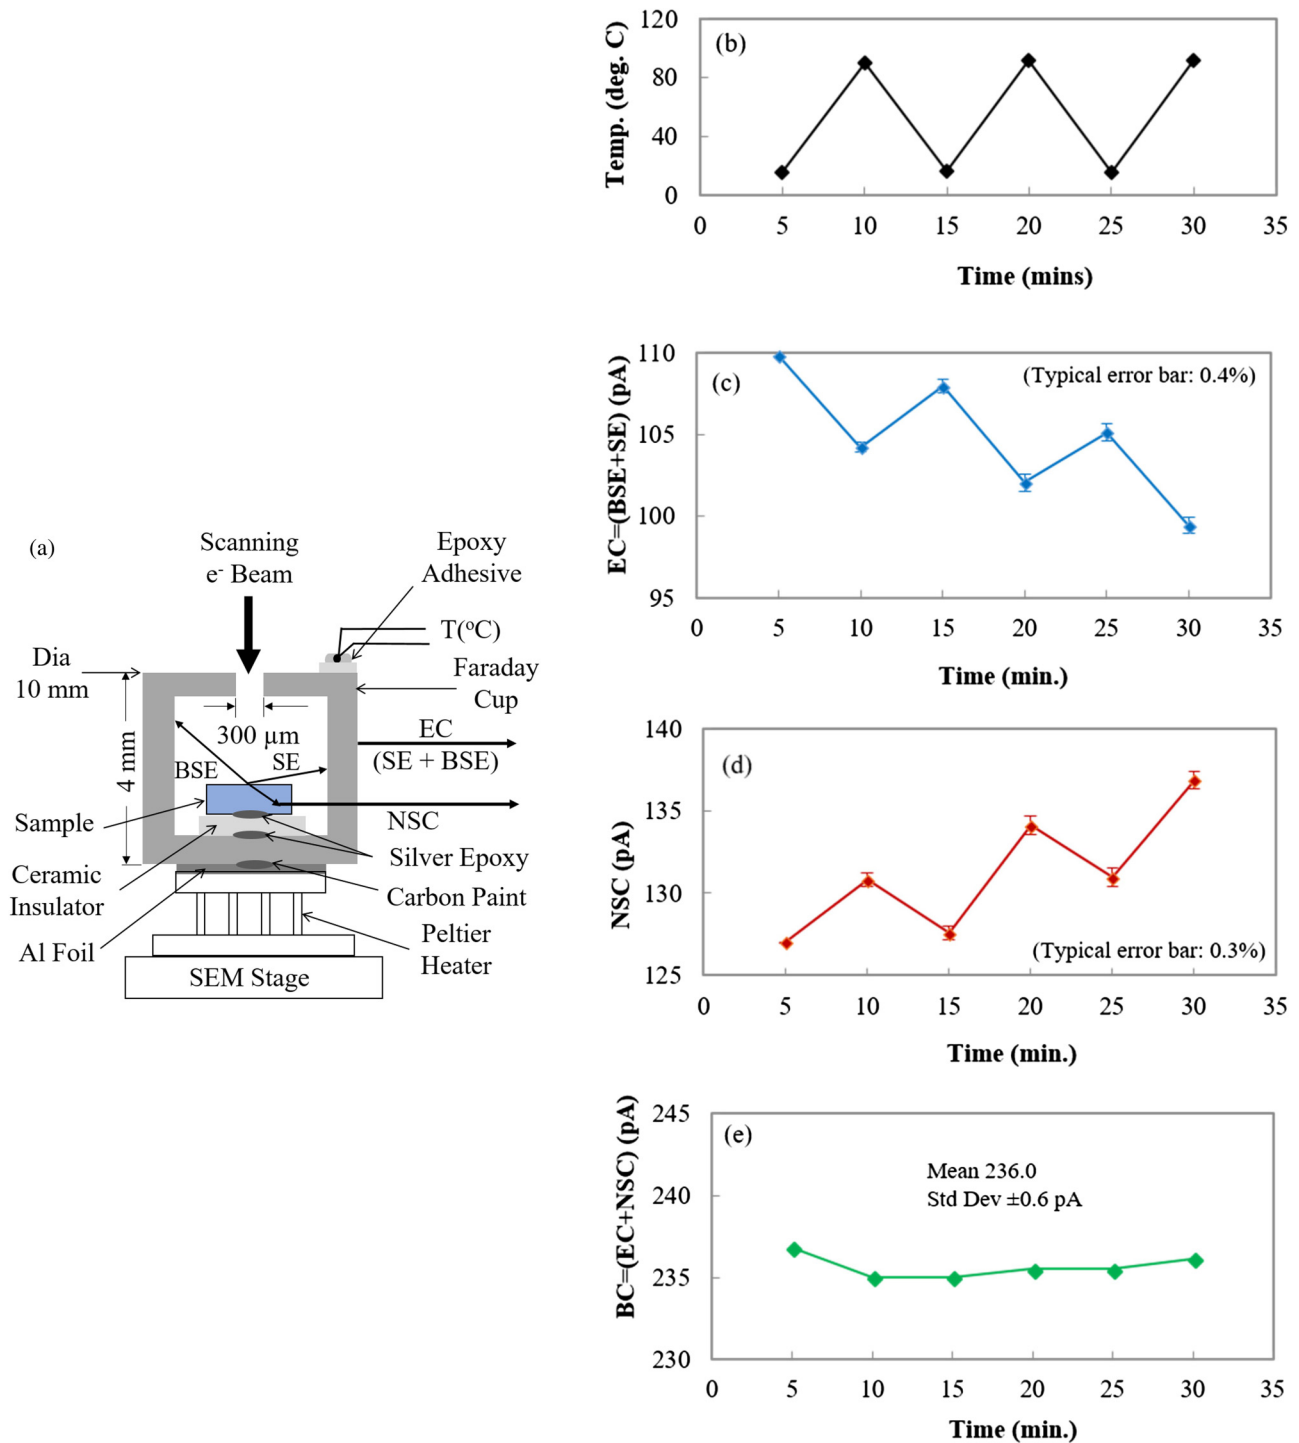 (a)
Scanning
e- Beam
Epoxy
Adhesive
T(oC)
Dia
10 mm
Faraday
Cup
4 mm
300 µm
EC
(SE + BSE)
BSE
SE
Sample
NSC
Silver Epoxy
Ceramic
Insulator
Carbon Paint
Al Foil
Peltier
Heater
SEM Stage
(b)
Temp. (deg. C)
120
80
40
0
0 5 10 15 20 25 30 35
Time (mins)
(c)
(Typical error bar: 0.4%)
EC=(BSE+SE) (pA)
110
105
100
95
0 5 10 15 20 25 30 35
Time (min.)
(d)
NSC (pA)
140
135
130
125
(Typical error bar: 0.3%)
0 5 10 15 20 25 30 35
Time (min.)
(e)
BC=(EC+NSC) (pA)
245
240
235
230
Mean 236.0
Std Dev ±0.6 pA
0 5 10 15 20 25 30 35
Time (min.)